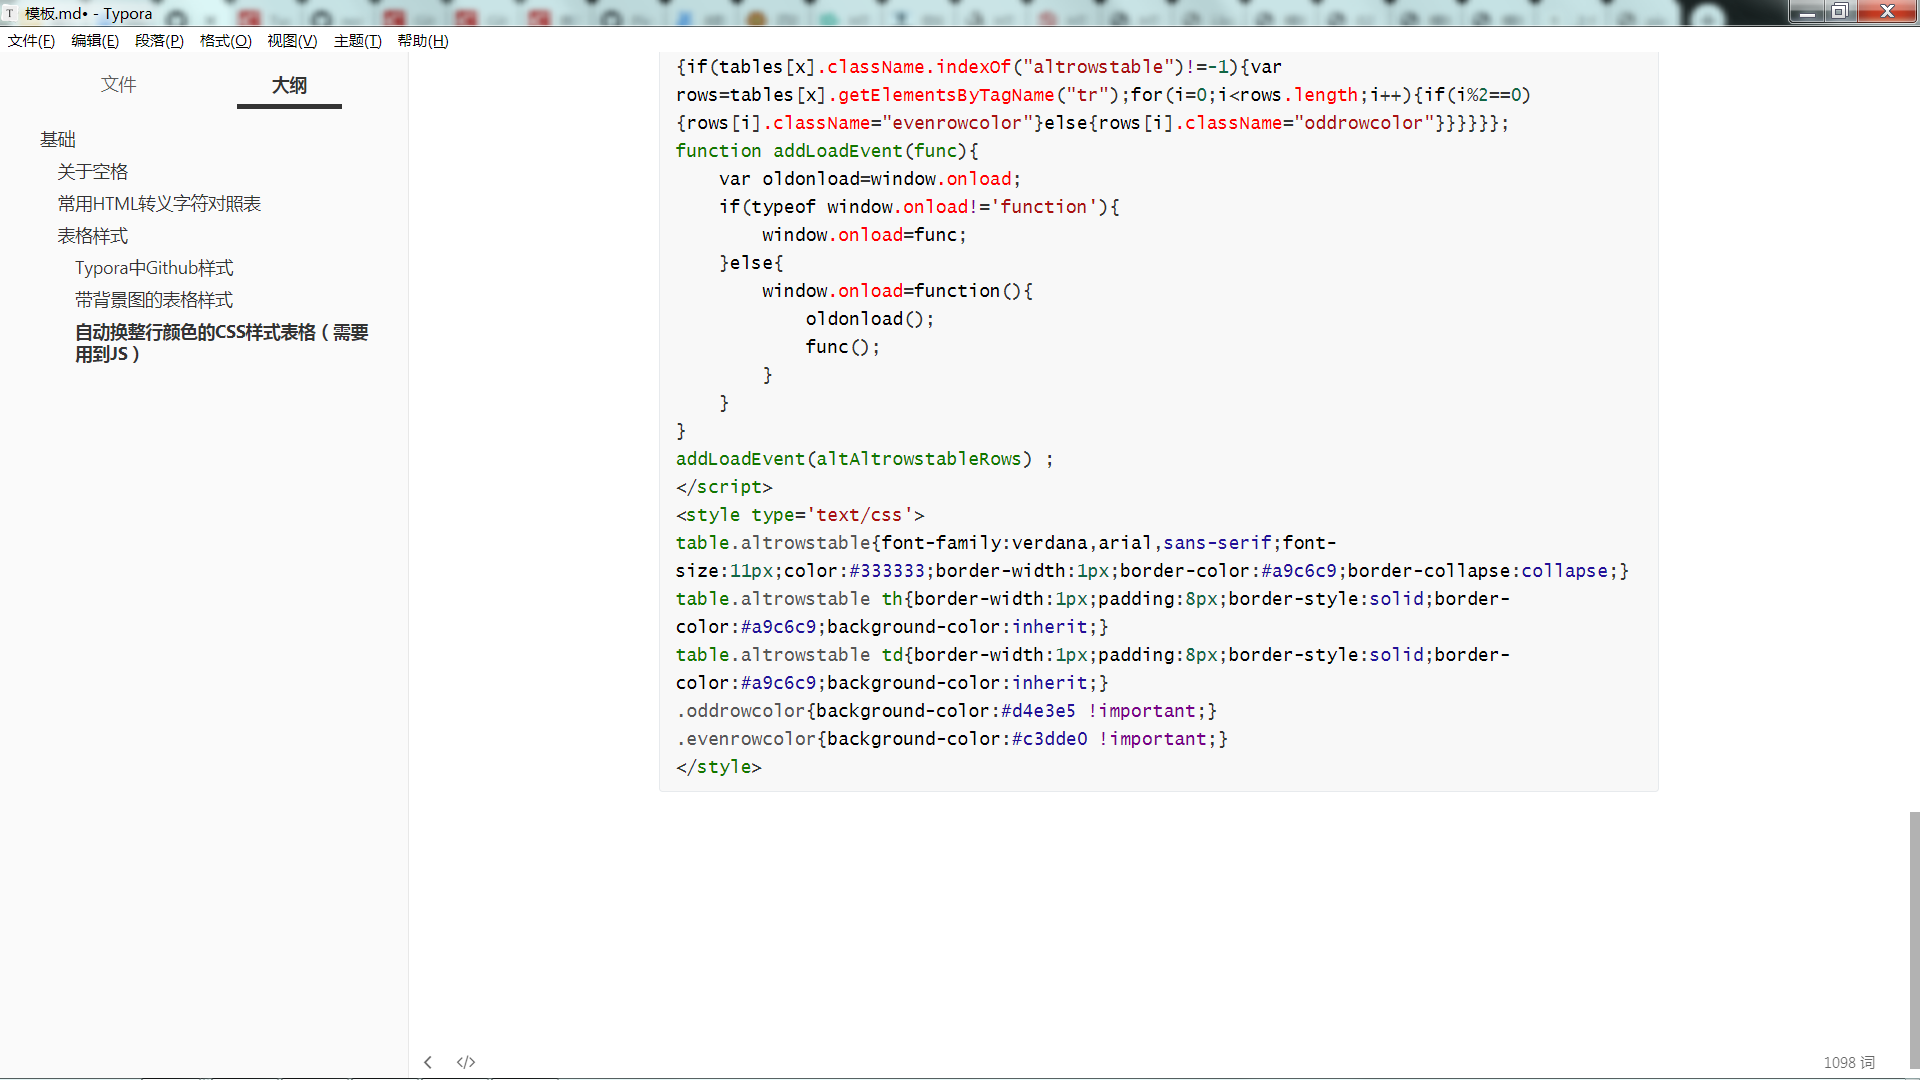 模板.md• - Typora
文件(F) 编辑(E) 段落(P) 格式(O) 视图(V) 主题(T) 帮助(H)
文件 大纲
基础
关于空格
常用HTML转义字符对照表
表格样式
Typora中Github样式
带背景图的表格样式
自动换整行颜色的CSS样式表格（需要
用到JS）
{if(tables[x].className.indexOf("altrowstable")!=-1){var
rows=tables[x].getElementsByTagName("tr");for(i=0;i<rows.length;i++){if(i%2==0)
{rows[i].className="evenrowcolor"}else{rows[i].className="oddrowcolor"}}}}}};
function addLoadEvent(func){
    var oldonload=window.onload;
    if(typeof window.onload!='function'){
        window.onload=func;
    }else{
        window.onload=function(){
            oldonload();
            func();
        }
    }
}
addLoadEvent(altAltrowstableRows) ;
</script>
<style type='text/css'>
table.altrowstable{font-family:verdana,arial,sans-serif;font-
size:11px;color:#333333;border-width:1px;border-color:#a9c6c9;border-collapse:collapse;}
table.altrowstable th{border-width:1px;padding:8px;border-style:solid;border-
color:#a9c6c9;background-color:inherit;}
table.altrowstable td{border-width:1px;padding:8px;border-style:solid;border-
color:#a9c6c9;background-color:inherit;}
.oddrowcolor{background-color:#d4e3e5 !important;}
.evenrowcolor{background-color:#c3dde0 !important;}
</style>
1098 词